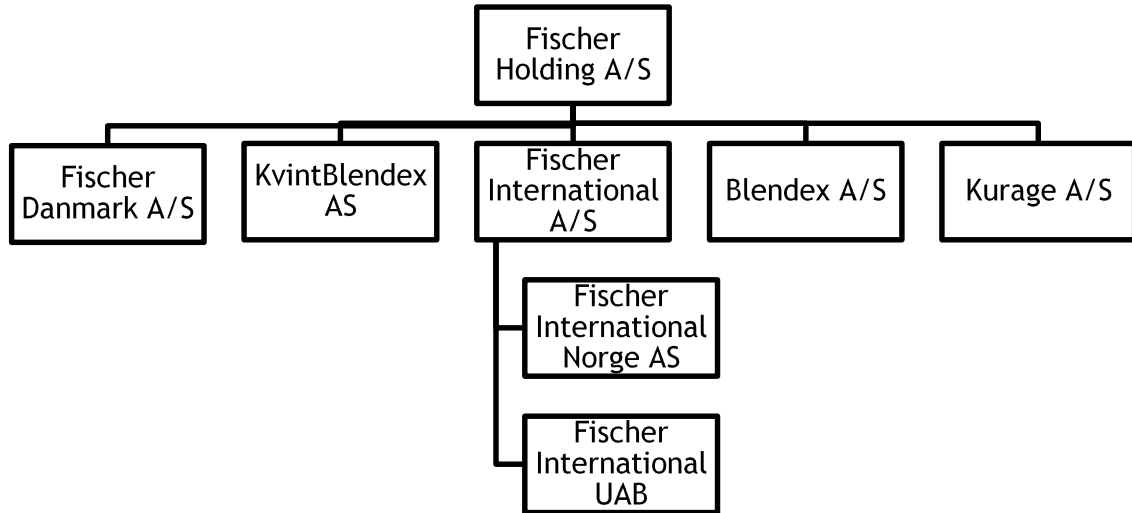 Fischer
Holding A/S
Fischer
Danmark A/S
KvintBlendex
AS
Fischer
International
A/S
Blendex A/S
Kurage A/S
Fischer
International
Norge AS
Fischer
International
UAB